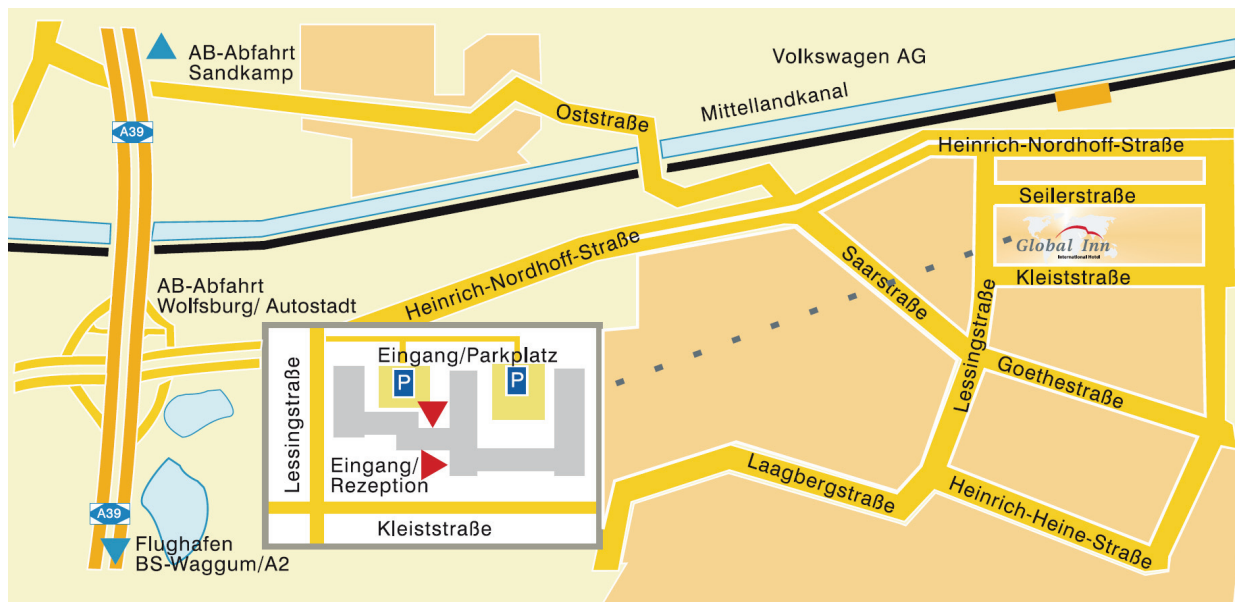 AB-Abfahrt
Sandkamp
Volkswagen AG
Mittellandkanal
Oststraße
A39
Heinrich-Nordhoff-Straße
Seilerstraße
Global Inn
International Hotel
Kleiststraße
Heinrich-Nordhoff-Straße
Saarstraße
Lessingstraße
AB-Abfahrt
Wolfsburg/ Autostadt
Goethestraße
Laagbergstraße
Heinrich-Heine-Straße
Lessingstraße
Eingang/Parkplatz
P
P
Eingang/
Rezeption
Kleiststraße
A39
Flughafen
BS-Waggum/A2